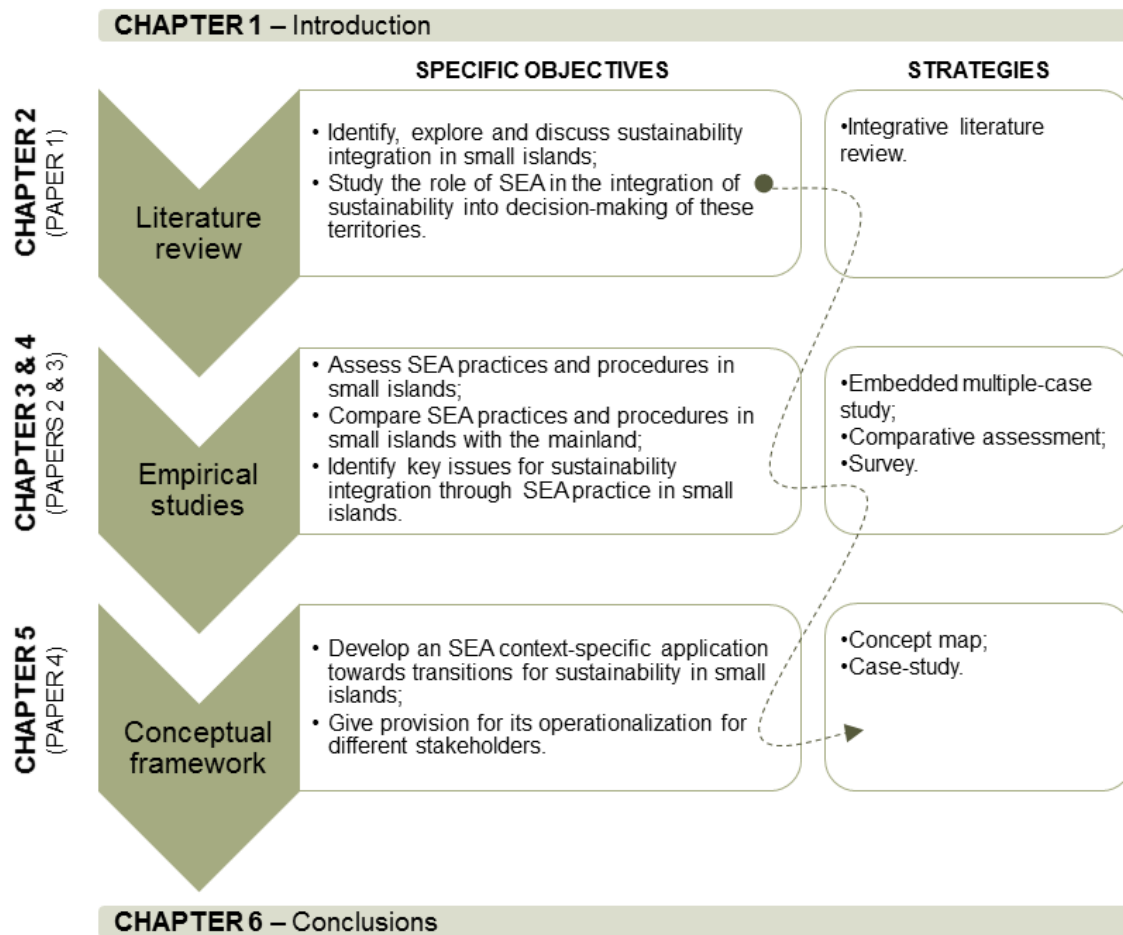 CHAPTER 1 – Introduction
SPECIFIC OBJECTIVES
STRATEGIES
CHAPTER 2
(PAPER 1)
Literature
review
• Identify, explore and discuss sustainability
integration in small islands;
• Study the role of SEA in the integration of
sustainability into decision-making of these
territories.
•Integrative literature
review.
CHAPTER 3 & 4
(PAPERS 2 & 3)
Empirical
studies
• Assess SEA practices and procedures in
small islands;
• Compare SEA practices and procedures in
small islands with the mainland;
• Identify key issues for sustainability
integration through SEA practice in small
islands.
•Embedded multiple-case
study;
•Comparative assessment;
•Survey.
CHAPTER 5
(PAPER 4)
Conceptual
framework
• Develop an SEA context-specific application
towards transitions for sustainability in small
islands;
• Give provision for its operationalization for
different stakeholders.
•Concept map;
•Case-study.
CHAPTER 6 – Conclusions